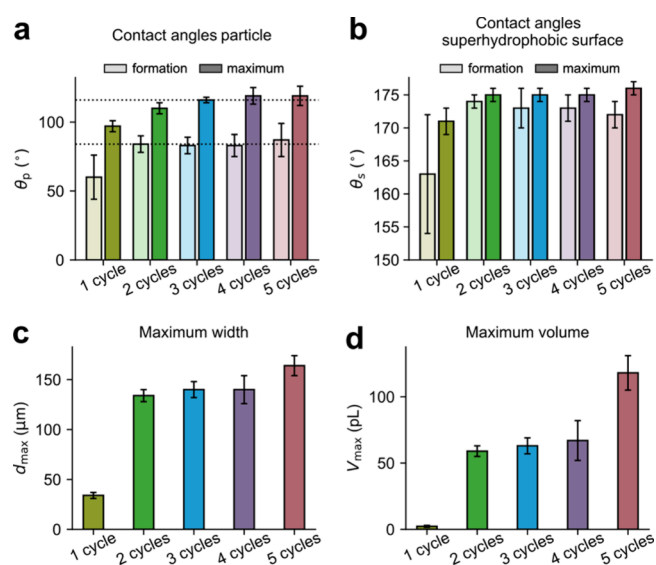 a
Contact angles particle
formation
maximum
θp (°)
100
50
0
1 cycle
2 cycles
3 cycles
4 cycles
5 cycles
b
Contact angles
superhydrophobic surface
formation
maximum
θs (°)
175
170
165
160
155
150
1 cycle
2 cycles
3 cycles
4 cycles
5 cycles
c
Maximum width
dmax (μm)
150
100
50
0
1 cycle
2 cycles
3 cycles
4 cycles
5 cycles
d
Maximum volume
Vmax (pL)
100
50
0
1 cycle
2 cycles
3 cycles
4 cycles
5 cycles